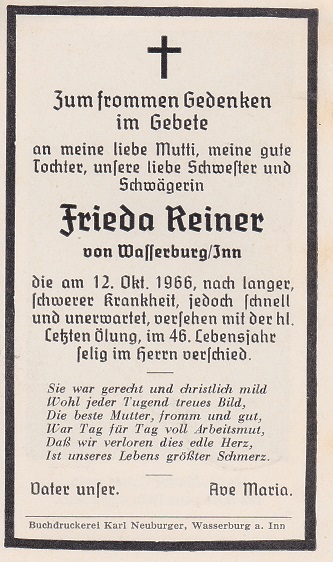 Zum frommen Gedenken
im Gebete
an meine liebe Mutti, meine gute
Tochter, unsere liebe Schwester und
Schwägerin
Frieda Reiner
von Wasserburg/Inn
die am 12. Okt. 1966, nach langer,
schwerer Krankheit, jedoch schnell
und unerwartet, versehen mit der hl.
Letzten Ölung, im 46. Lebensjahr
selig im Herrn verschied.
Sie war gerecht und christlich mild
Wohl jeder Tugend treues Bild,
Die beste Mutter, fromm und gut,
War Tag für Tag voll Arbeitsmut,
Daß wir verloren dies edle Herz,
Ist unseres Lebens größter Schmerz.
Vater unser. Ave Maria.
Buchdruckerei Karl Neuburger, Wasserburg a. Inn